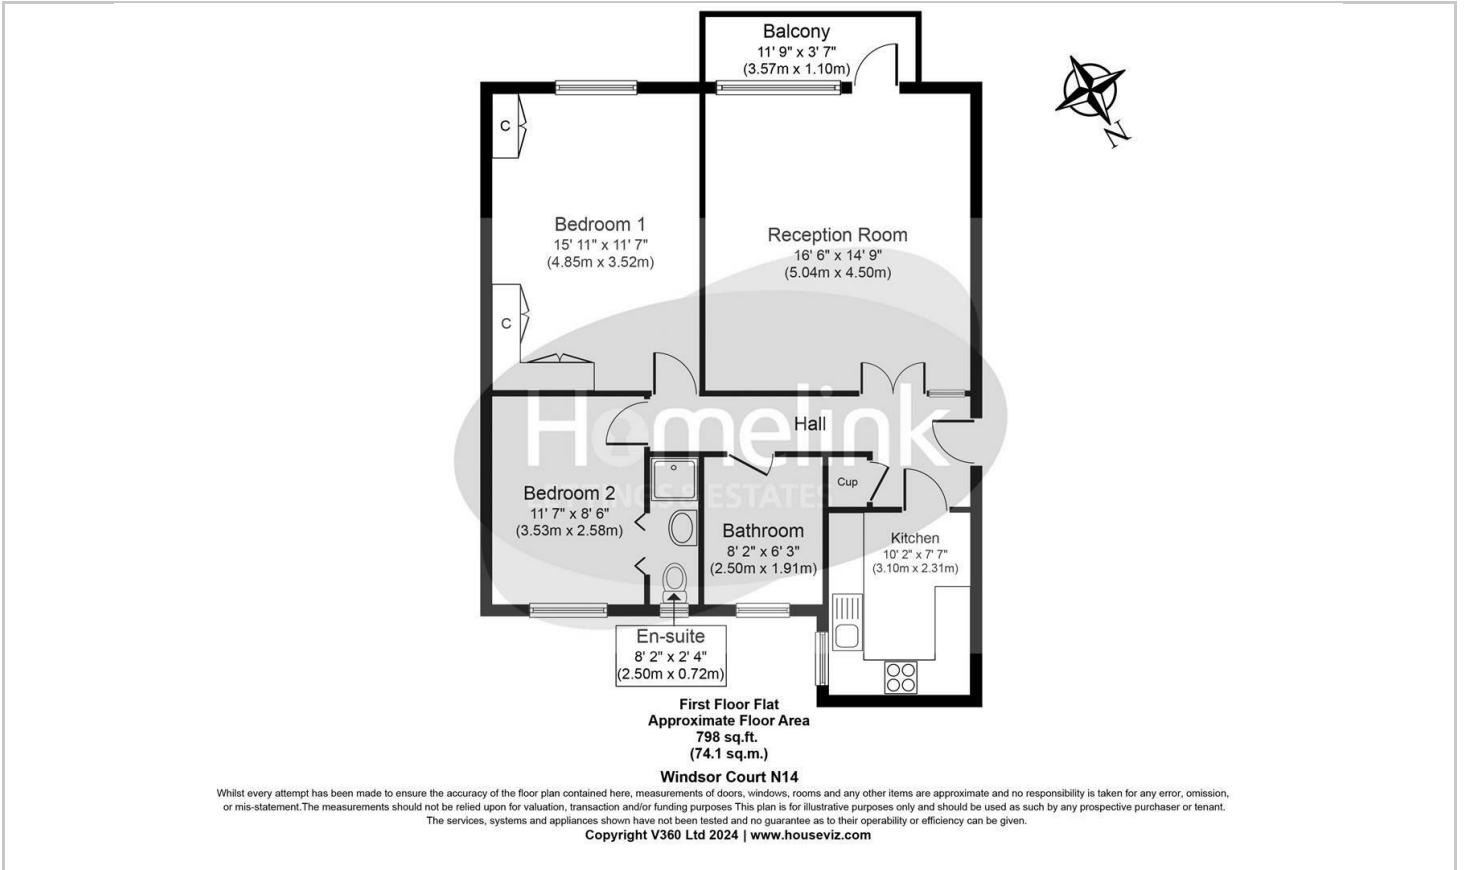 Balcony
11' 9" x 3' 7"
(3.57m x 1.10m)
N
C
Bedroom 1
15' 11" x 11' 7"
(4.85m x 3.52m)
Reception Room
16' 6" x 14' 9"
(5.04m x 4.50m)
C
Homelink
LETTINGS & ESTATES
Hall
Cup
Bedroom 2
11' 7" x 8' 6"
(3.53m x 2.58m)
Bathroom
8' 2" x 6' 3"
(2.50m x 1.91m)
Kitchen
10' 2" x 7' 7"
(3.10m x 2.31m)
En-suite
8' 2" x 2' 4"
(2.50m x 0.72m)
First Floor Flat
Approximate Floor Area
798 sq.ft.
(74.1 sq.m.)
Windsor Court N14
Whilst every attempt has been made to ensure the accuracy of the floor plan contained here, measurements of doors, windows, rooms and any other items are approximate and no responsibility is taken for any error, omission,
or mis-statement.The measurements should not be relied upon for valuation, transaction and/or funding purposes This plan is for illustrative purposes only and should be used as such by any prospective purchaser or tenant.
The services, systems and appliances shown have not been tested and no guarantee as to their operability or efficiency can be given.
Copyright V360 Ltd 2024 | www.houseviz.com